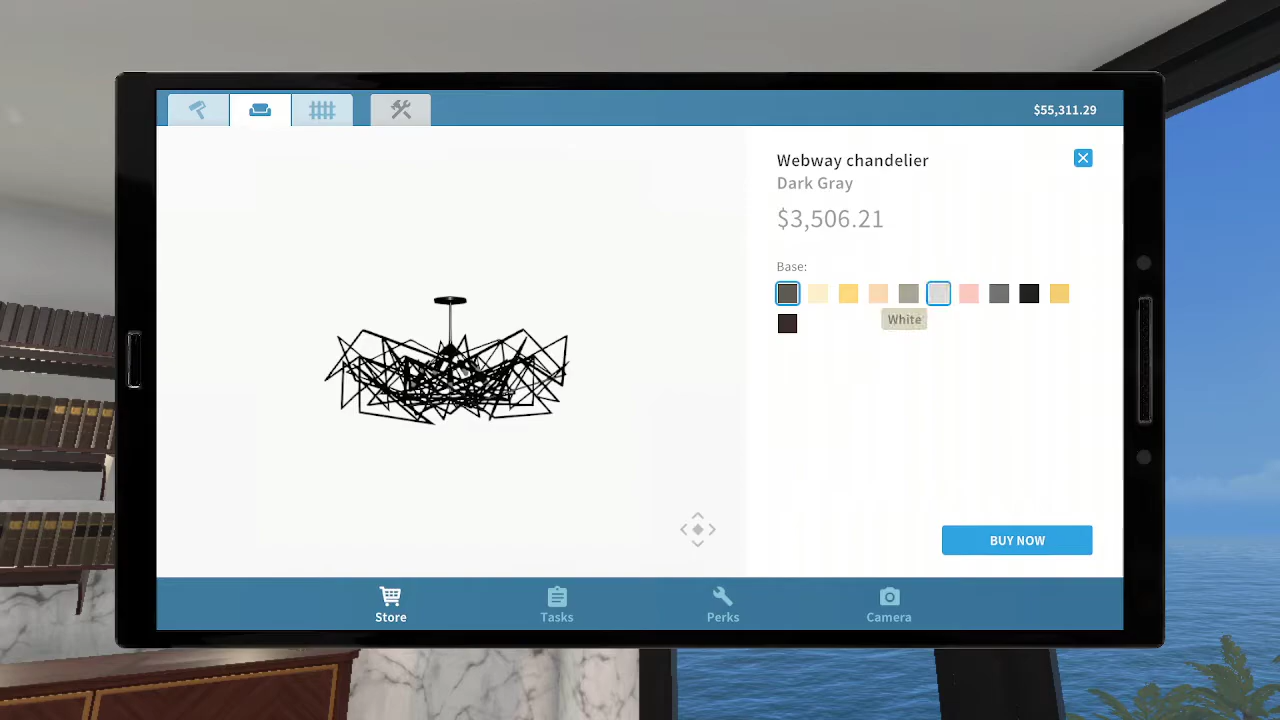 $55,311.29
Webway chandelier
Dark Gray
$3,506.21
Base:
White
BUY NOW
Store
Tasks
Perks
Camera